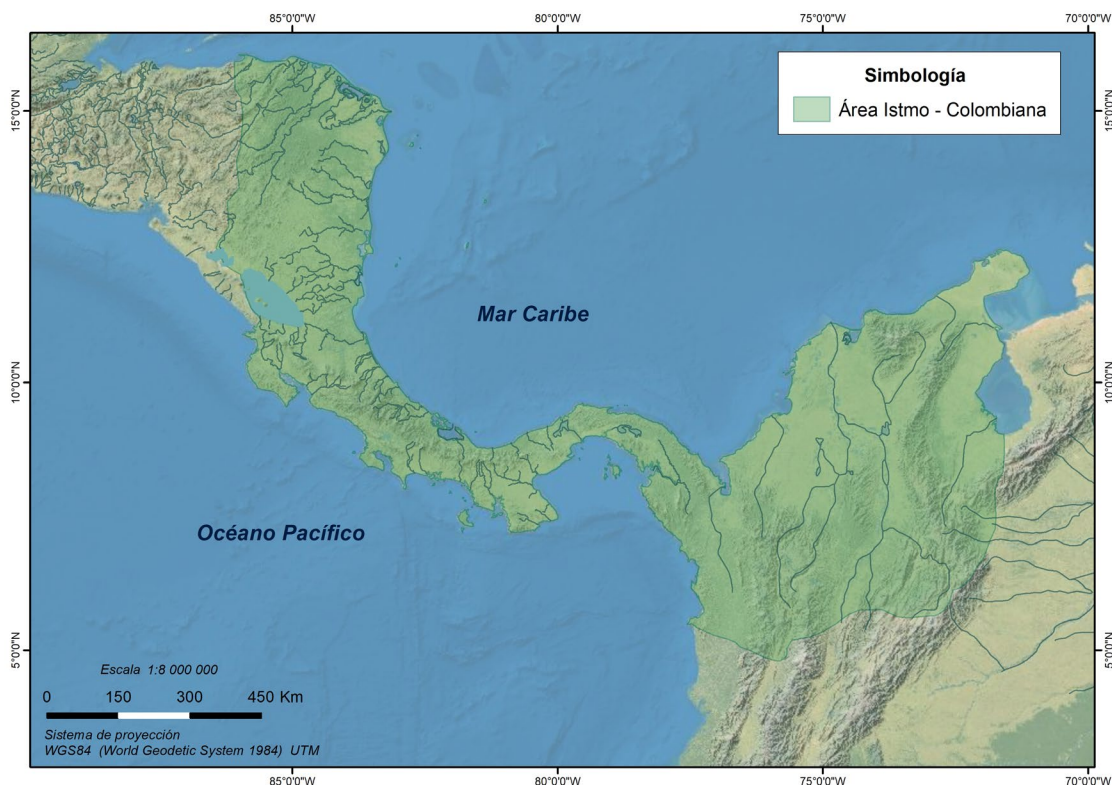 85°0'0"W
80°0'0"W
75°0'0"W
70°0'0"W
Simbología
Área Istmo - Colombiana
15°0'0"N
15°0'0"N
Mar Caribe
10°0'0"N
10°0'0"N
Océano Pacífico
5°0'0"N
5°0'0"N
Escala 1:8 000 000
0 150 300 450 Km
Sistema de proyección
WGS84 (World Geodetic System 1984) UTM
85°0'0"W
80°0'0"W
75°0'0"W
70°0'0"W